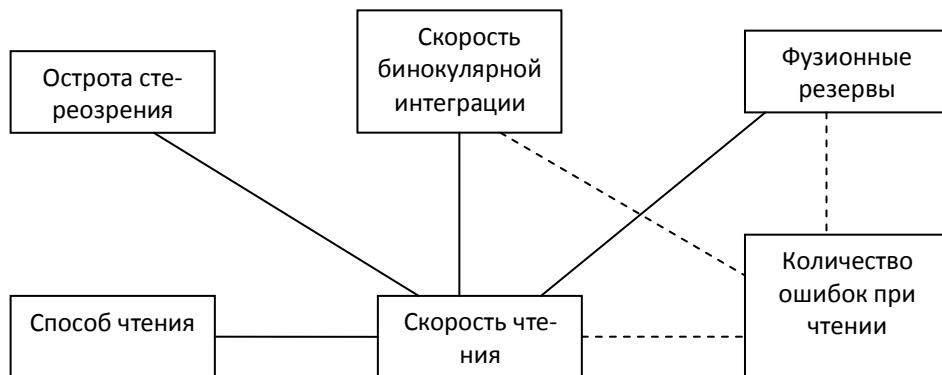 Острота сте-
реозрения
Скорость
бинокулярной
интеграции
Фузионные
резервы
Способ чтения
Скорость чте-
ния
Количество
ошибок при
чтении